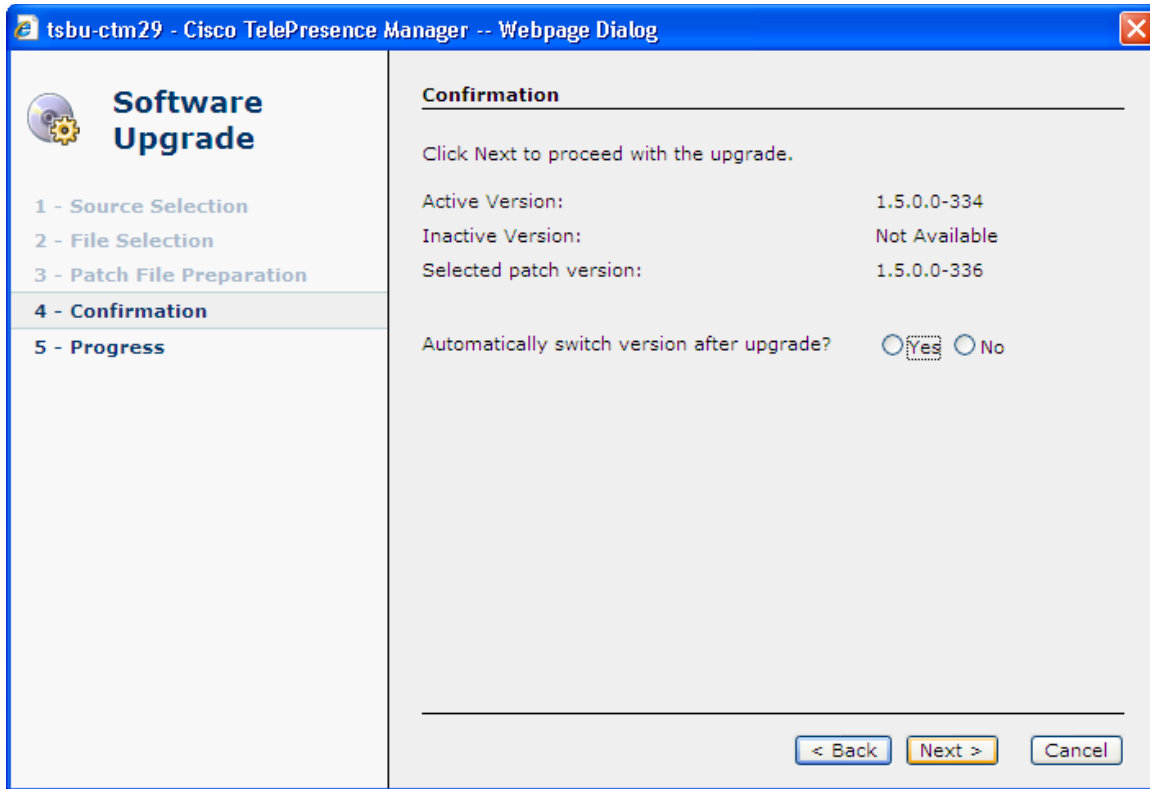 tsbu-ctm29 - Cisco TelePresence Manager -- Webpage Dialog
Software
Upgrade
1 - Source Selection
2 - File Selection
3 - Patch File Preparation
4 - Confirmation
5 - Progress
Confirmation
Click Next to proceed with the upgrade.
Active Version: 1.5.0.0-334
Inactive Version: Not Available
Selected patch version: 1.5.0.0-336
Automatically switch version after upgrade? Yes No
< Back Next > Cancel